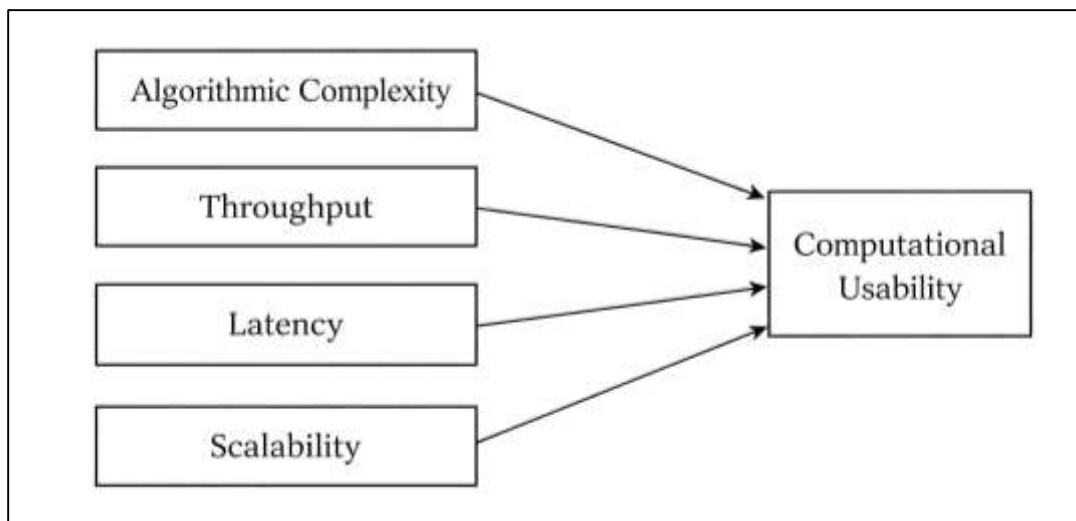 Algorithmic Complexity
Throughput
Latency
Scalability
Computational
Usability